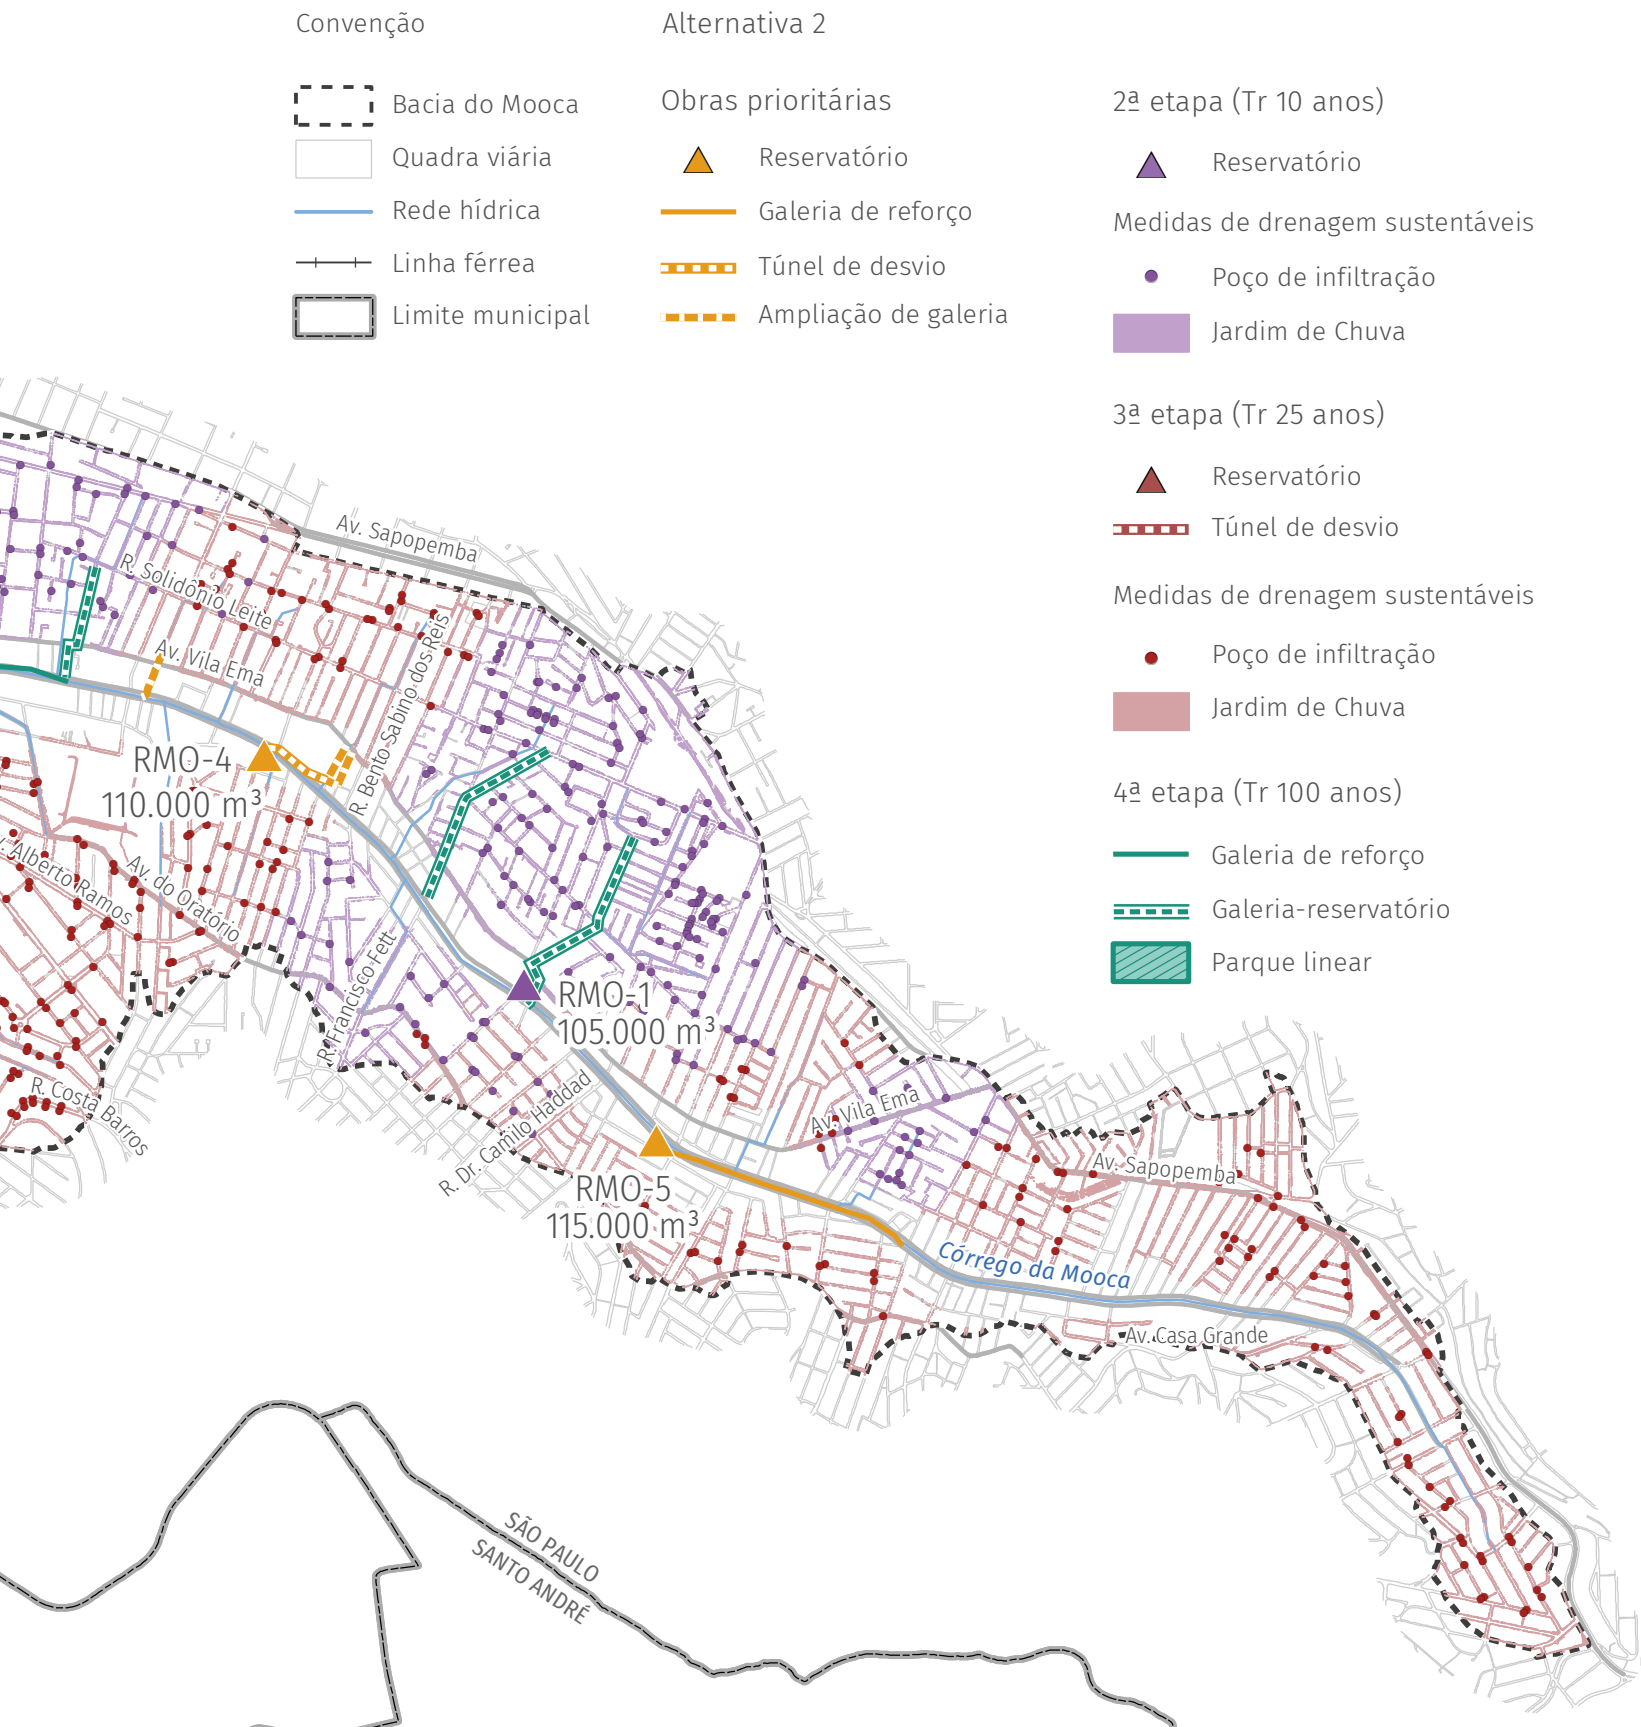 Convenção
Bacia do Mooca
Quadra viária
Rede hídrica
Linha férrea
Limite municipal
Alternativa 2
Obras prioritárias
Reservatório
Galeria de reforço
Túnel de desvio
Ampliação de galeria
2ª etapa (Tr 10 anos)
Reservatório
Medidas de drenagem sustentáveis
Poço de infiltração
Jardim de Chuva
3ª etapa (Tr 25 anos)
Reservatório
Túnel de desvio
Medidas de drenagem sustentáveis
Poço de infiltração
Jardim de Chuva
4ª etapa (Tr 100 anos)
Galeria de reforço
Galeria-reservatório
Parque linear
Av. Sapopemba
R. Solidônio Leite
Av. Vila Ema
R. Bento Sabino dos Reis
RMO-4
110.000 m³
Alberto Ramos
Av. do Oratório
R. Francisco Fett
RMO-1
105.000 m³
R. Costa Barros
R. Dr. Camilo Haddad
Av. Vila Ema
RMO-5
115.000 m³
Av. Sapopemba
Córrego da Mooca
Av. Casa Grande
SÃO PAULO
SANTO ANDRÉ